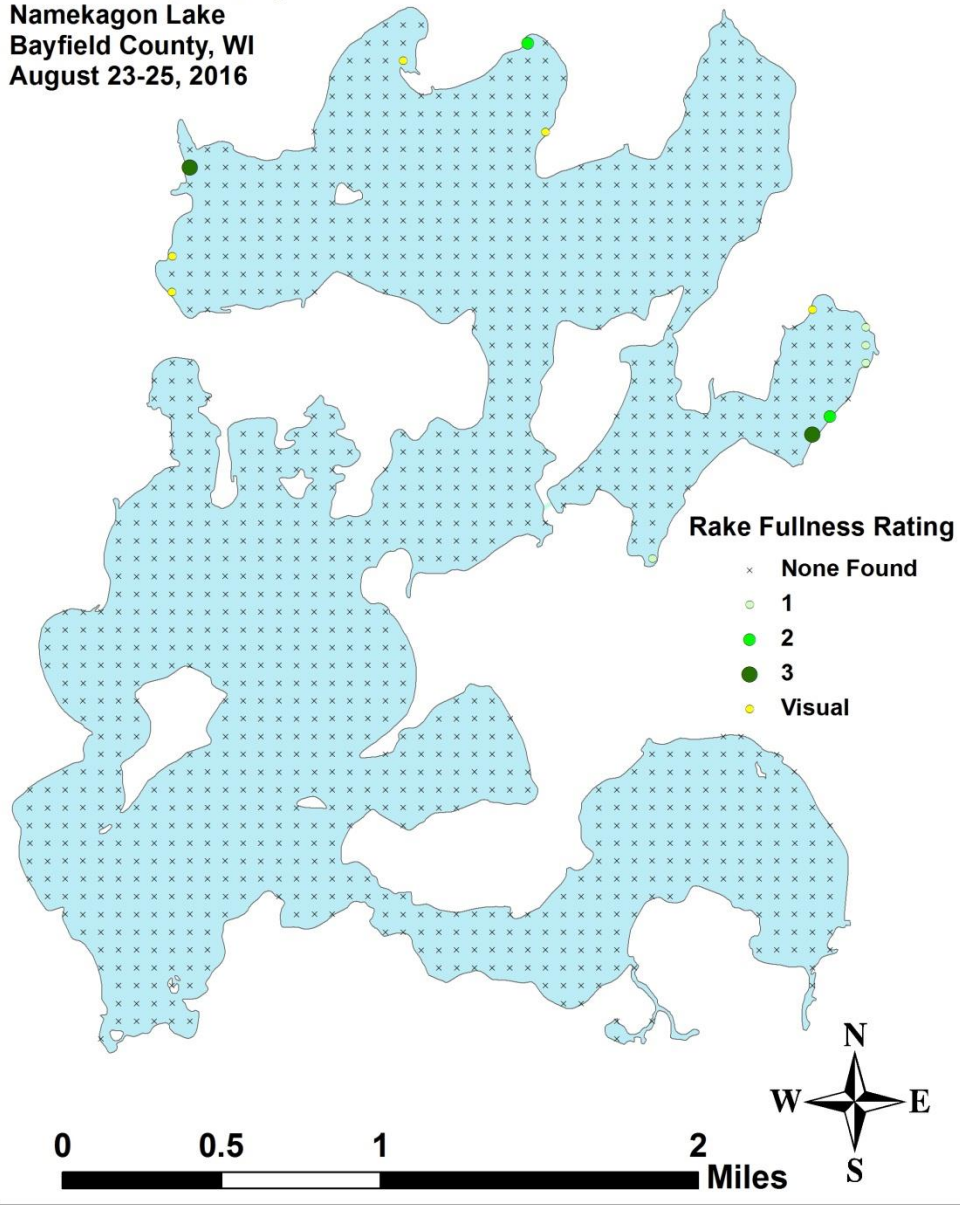 Namekagon Lake
Bayfield County, WI
August 23-25, 2016
Rake Fullness Rating
None Found
1
2
3
Visual
N
W E
S
0 0.5 1 2
Miles